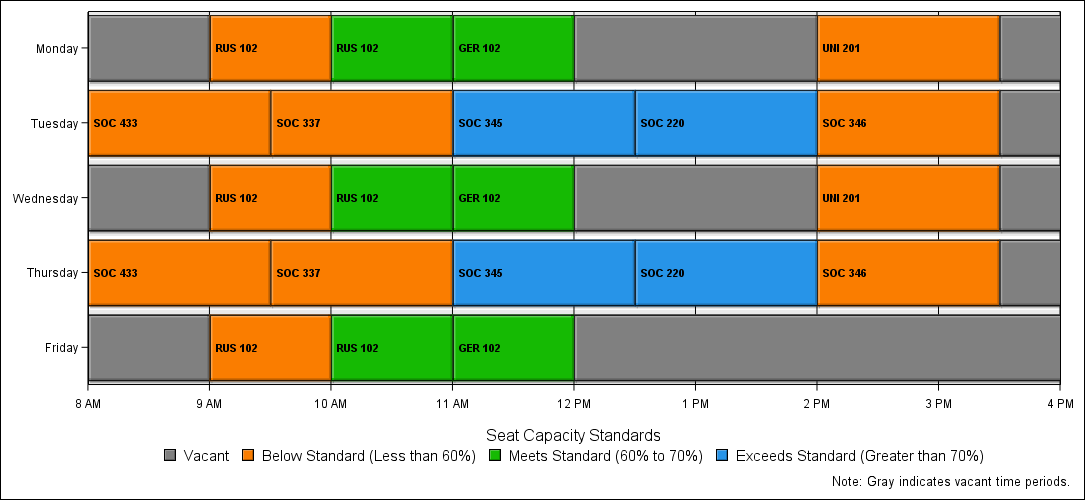 Monday
RUS 102
RUS 102
GER 102
UNI 201
Tuesday
SOC 433
SOC 337
SOC 345
SOC 220
SOC 346
Wednesday
RUS 102
RUS 102
GER 102
UNI 201
Thursday
SOC 433
SOC 337
SOC 345
SOC 220
SOC 346
Friday
RUS 102
RUS 102
GER 102
8 AM 9 AM 10 AM 11 AM 12 PM 1 PM 2 PM 3 PM 4 PM
Seat Capacity Standards
Vacant Below Standard (Less than 60%) Meets Standard (60% to 70%) Exceeds Standard (Greater than 70%)
Note: Gray indicates vacant time periods.